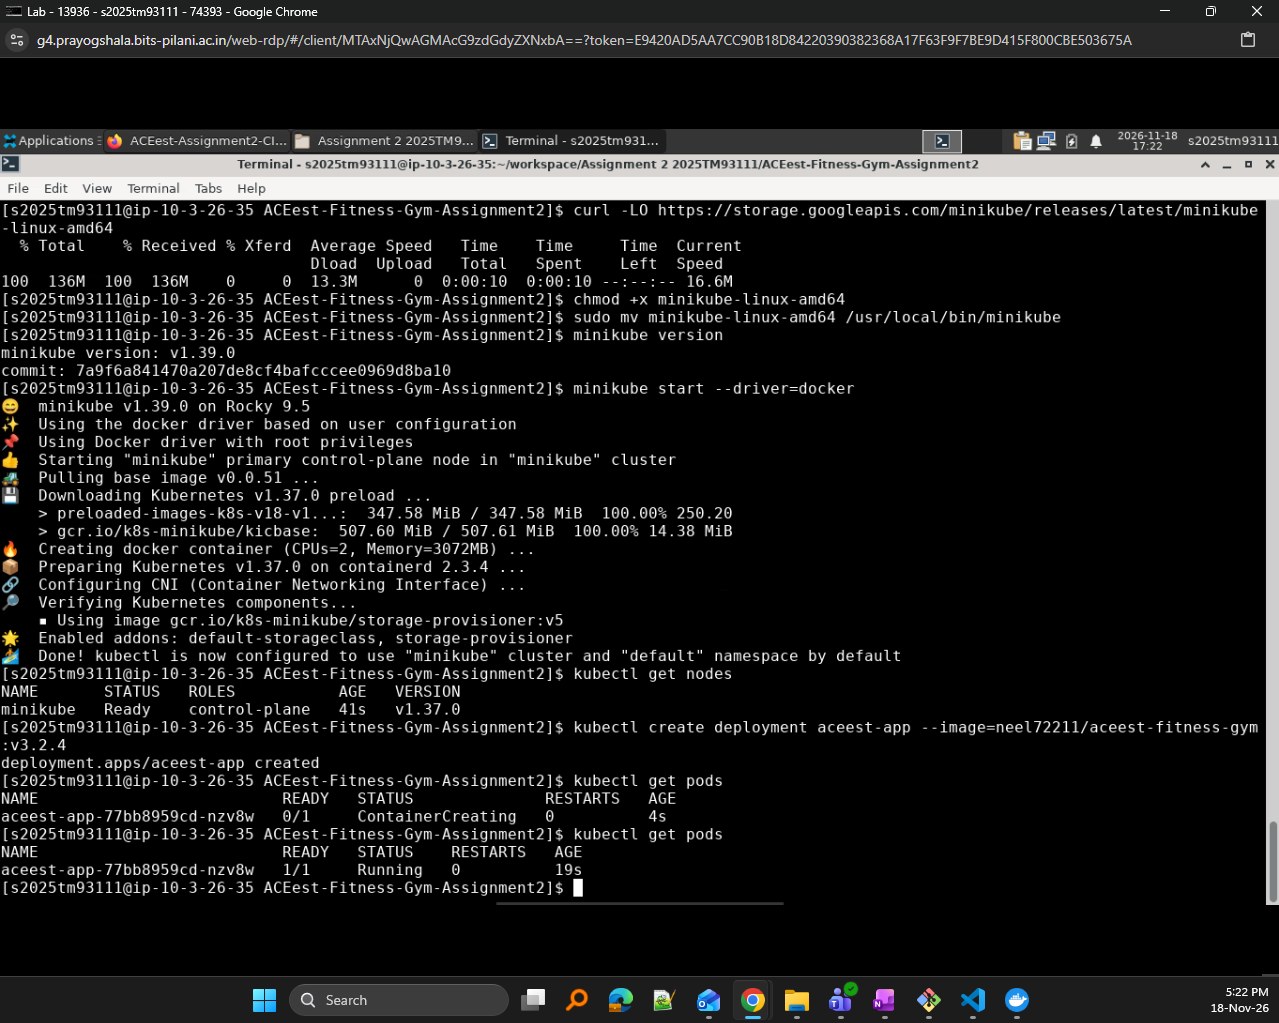 Lab - 13936 - s2025tm93111 - 74393 - Google Chrome
g4.prayogshala.bits-pilani.ac.in/web-rdp/#/client/MTAxNjQwAGMAcG9zdGdyZXNxbA==?token=E9420AD5AA7CC90B18D84220390382368A17F63F9F7BE9D415F800CBE503675A
Applications ACEest-Assignment2-CI... Assignment 2 2025TM9... Terminal - s2025tm931... 2026-11-18 s2025tm93111
17:22
Terminal - s2025tm93111@ip-10-3-26-35:~/workspace/Assignment 2 2025TM93111/ACEest-Fitness-Gym-Assignment2
File Edit View Terminal Tabs Help
[s2025tm93111@ip-10-3-26-35 ACEest-Fitness-Gym-Assignment2]$ curl -LO https://storage.googleapis.com/minikube/releases/latest/minikube
-linux-amd64
% Total % Received % Xferd Average Speed Time Time Time Current
Dload Upload Total Spent Left Speed
100 136M 100 136M 0 0 13.3M 0 0:00:10 0:00:10 --:--:-- 16.6M
[s2025tm93111@ip-10-3-26-35 ACEest-Fitness-Gym-Assignment2]$ chmod +x minikube-linux-amd64
[s2025tm93111@ip-10-3-26-35 ACEest-Fitness-Gym-Assignment2]$ sudo mv minikube-linux-amd64 /usr/local/bin/minikube
[s2025tm93111@ip-10-3-26-35 ACEest-Fitness-Gym-Assignment2]$ minikube version
minikube version: v1.39.0
commit: 7a9f6a841470a207de8cf4bafcccee0969d8ba10
[s2025tm93111@ip-10-3-26-35 ACEest-Fitness-Gym-Assignment2]$ minikube start --driver=docker
minikube v1.39.0 on Rocky 9.5
Using the docker driver based on user configuration
Using Docker driver with root privileges
Starting "minikube" primary control-plane node in "minikube" cluster
Pulling base image v0.0.51 ...
Downloading Kubernetes v1.37.0 preload ...
> preloaded-images-k8s-v18-v1...: 347.58 MiB / 347.58 MiB 100.00% 250.20
> gcr.io/k8s-minikube/kicbase: 507.60 MiB / 507.61 MiB 100.00% 14.38 MiB
Creating docker container (CPUs=2, Memory=3072MB) ...
Preparing Kubernetes v1.37.0 on containerd 2.3.4 ...
Configuring CNI (Container Networking Interface) ...
Verifying Kubernetes components...
▪ Using image gcr.io/k8s-minikube/storage-provisioner:v5
Enabled addons: default-storageclass, storage-provisioner
Done! kubectl is now configured to use "minikube" cluster and "default" namespace by default
[s2025tm93111@ip-10-3-26-35 ACEest-Fitness-Gym-Assignment2]$ kubectl get nodes
NAME STATUS ROLES AGE VERSION
minikube Ready control-plane 41s v1.37.0
[s2025tm93111@ip-10-3-26-35 ACEest-Fitness-Gym-Assignment2]$ kubectl create deployment aceest-app --image=neel72211/aceest-fitness-gym
:v3.2.4
deployment.apps/aceest-app created
[s2025tm93111@ip-10-3-26-35 ACEest-Fitness-Gym-Assignment2]$ kubectl get pods
NAME READY STATUS RESTARTS AGE
aceest-app-77bb8959cd-nzv8w 0/1 ContainerCreating 0 4s
[s2025tm93111@ip-10-3-26-35 ACEest-Fitness-Gym-Assignment2]$ kubectl get pods
NAME READY STATUS RESTARTS AGE
aceest-app-77bb8959cd-nzv8w 1/1 Running 0 19s
[s2025tm93111@ip-10-3-26-35 ACEest-Fitness-Gym-Assignment2]$
Search
5:22 PM
18-Nov-26